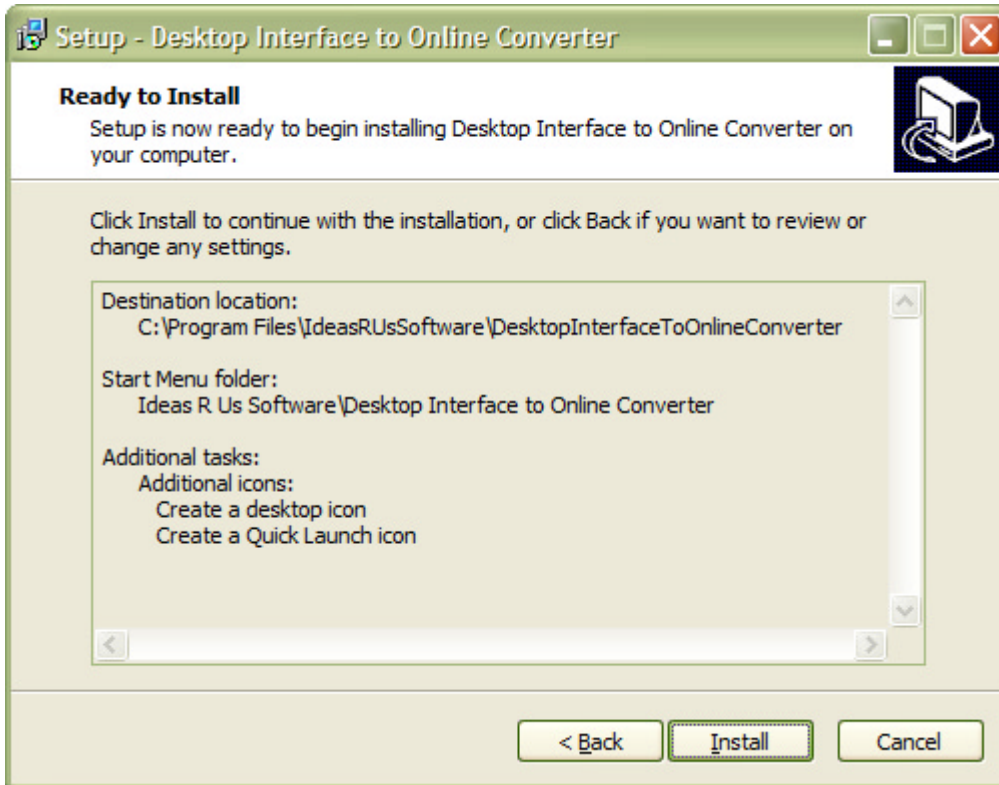 Setup - Desktop Interface to Online Converter
Ready to Install
Setup is now ready to begin installing Desktop Interface to Online Converter on
your computer.
Click Install to continue with the installation, or click Back if you want to review or
change any settings.
Destination location:
C:\Program Files\IdeasRUsSoftware\DesktopInterfaceToOnlineConverter
Start Menu folder:
Ideas R Us Software\Desktop Interface to Online Converter
Additional tasks:
Additional icons:
Create a desktop icon
Create a Quick Launch icon
< Back Install Cancel